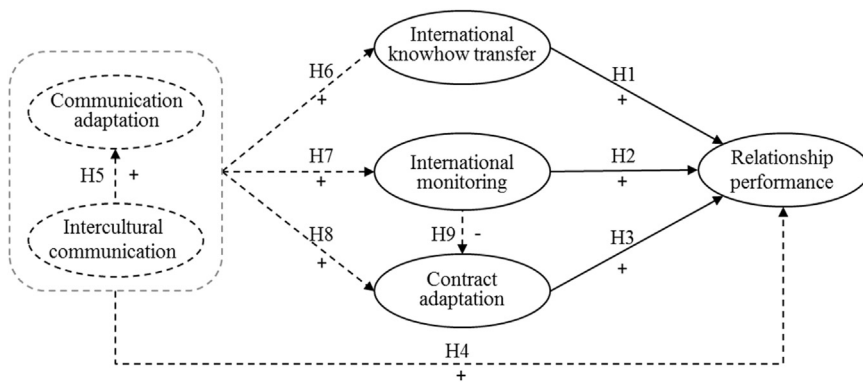 International
knowhow transfer
H6
+
H1
+
Communication
adaptation
H5 +
Intercultural
communication
H7
+
International
monitoring
H2
+
Relationship
performance
H8
+
H9 -
Contract
adaptation
H3
+
H4
+